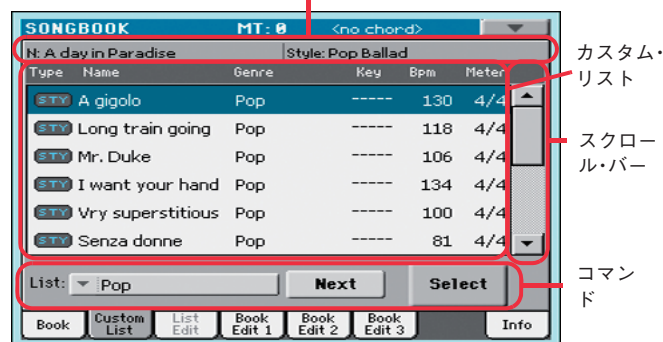 SONGBOOK MT: 0 <no chord>
N: A day in Paradise Style: Pop Ballad
Type Name Genre Key Bpm Meter
STY A gigolo Pop ----- 130 4/4
STY Long train going Pop ----- 118 4/4
STY Mr. Duke Pop ----- 106 4/4
STY I want your hand Pop ----- 134 4/4
STY Vry superstitious Pop ----- 100 4/4
STY Senza donne Pop ----- 81 4/4
List: Pop Next Select
Book Custom List List Edit Book Edit 1 Book Edit 2 Book Edit 3 Info
カスタム・
リスト
スクロー
ル・バー
コマン
ド